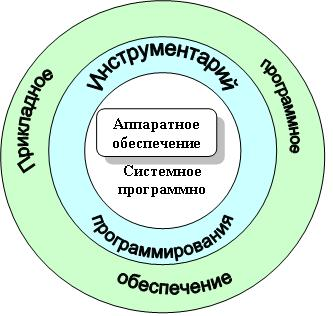 Прикладное программное
обеспечение
Инструментарий
программирования
Аппаратное
обеспечение
Системное
программно